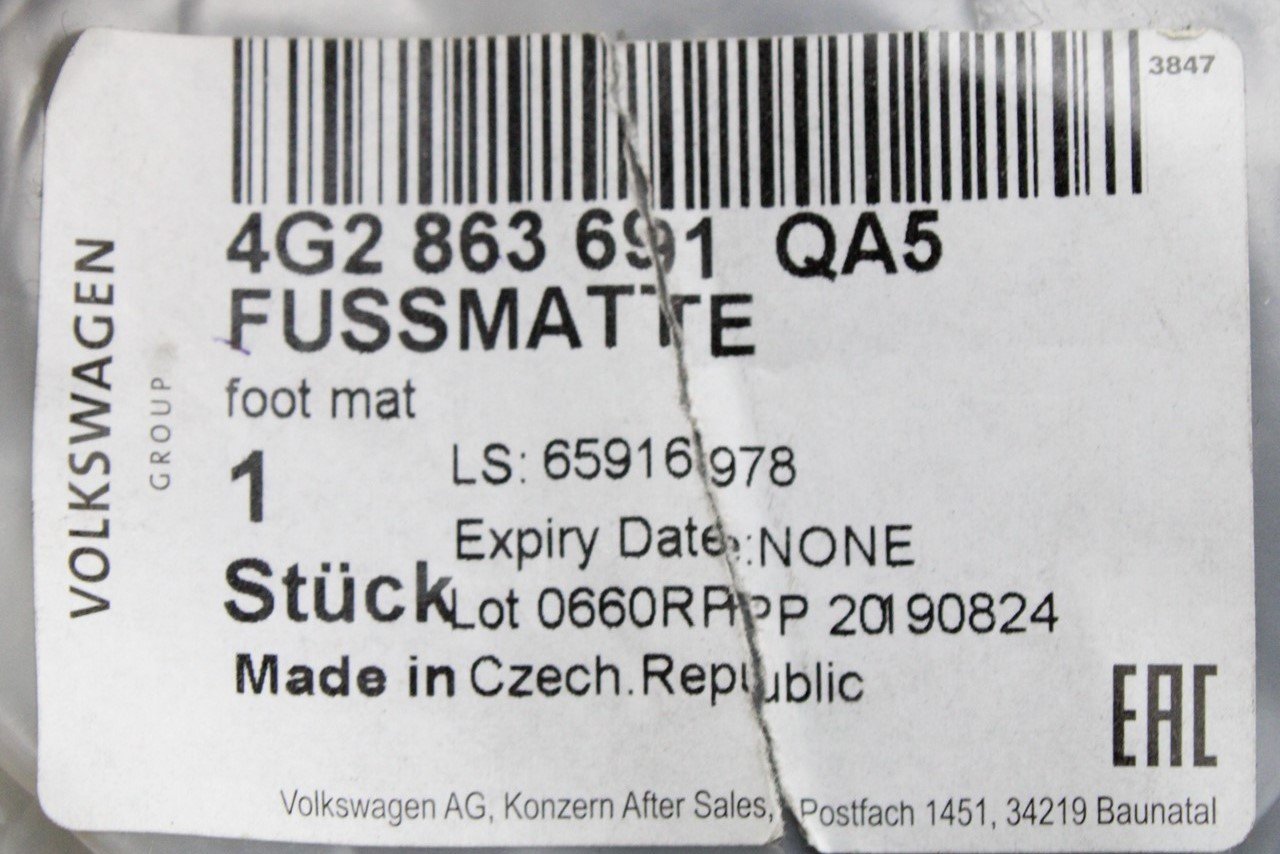 3847
VOLKSWAGEN
GROUP
4G2 863 691 QA5
FUSSMATTE
foot mat
1
LS: 65916978
Expiry Date:NONE
Stück
Lot 20190824
Made in Czech.Republic
EAC
Volkswagen AG, Konzern After Sales, Postfach 1451, 34219 Baunatal